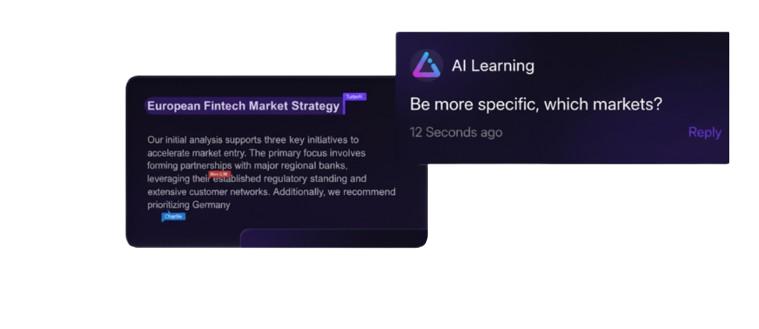 European Fintech Market Strategy
Our initial analysis supports three key initiatives to
accelerate market entry. The primary focus involves
forming partnerships with major regional banks,
leveraging their established regulatory standing and
extensive customer networks. Additionally, we recommend
prioritizing Germany
Charlie
AI Learning
Be more specific, which markets?
12 Seconds ago
Reply